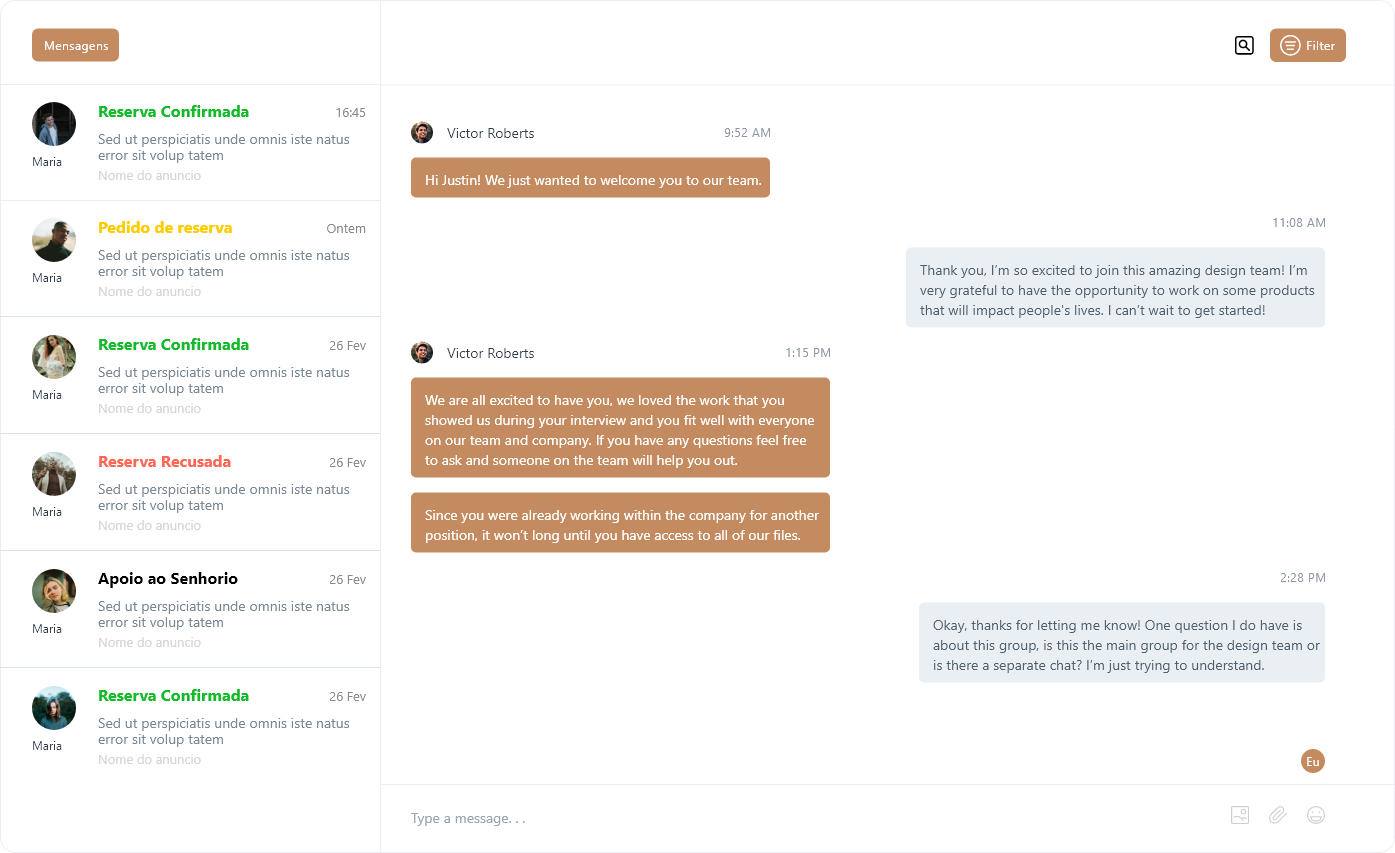 Mensagens
Filter
Reserva Confirmada
16:45
Sed ut perspiciatis unde omnis iste natus
error sit volup tatem
Maria
Nome do anuncio
Pedido de reserva
Ontem
Sed ut perspiciatis unde omnis iste natus
error sit volup tatem
Maria
Nome do anuncio
Reserva Confirmada
26 Fev
Sed ut perspiciatis unde omnis iste natus
error sit volup tatem
Maria
Nome do anuncio
Reserva Recusada
26 Fev
Sed ut perspiciatis unde omnis iste natus
error sit volup tatem
Maria
Nome do anuncio
Apoio ao Senhorio
26 Fev
Sed ut perspiciatis unde omnis iste natus
error sit volup tatem
Maria
Nome do anuncio
Reserva Confirmada
26 Fev
Sed ut perspiciatis unde omnis iste natus
error sit volup tatem
Maria
Nome do anuncio
Victor Roberts
9:52 AM
Hi Justin! We just wanted to welcome you to our team.
11:08 AM
Thank you, I’m so excited to join this amazing design team! I’m
very grateful to have the opportunity to work on some products
that will impact people's lives. I can’t wait to get started!
Victor Roberts
1:15 PM
We are all excited to have you, we loved the work that you
showed us during your interview and you fit well with everyone
on our team and company. If you have any questions feel free
to ask and someone on the team will help you out.
Since you were already working within the company for another
position, it won’t long until you have access to all of our files.
2:28 PM
Okay, thanks for letting me know! One question I do have is
about this group, is this the main group for the design team or
is there a separate chat? I’m just trying to understand.
Eu
Type a message. . .